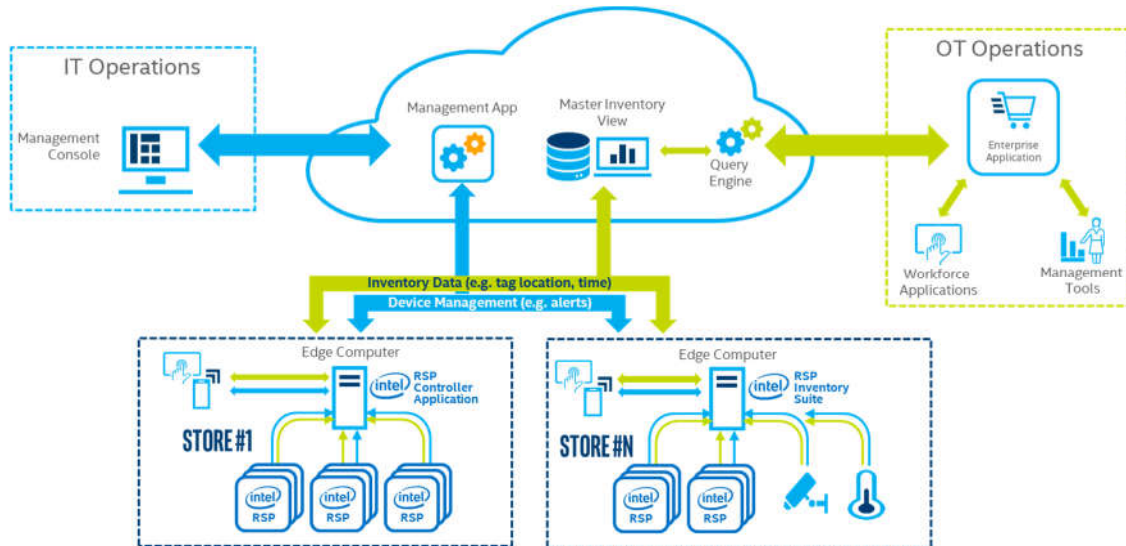 IT Operations
Management
Console
Management App
Master Inventory
View
Query
Engine
OT Operations
Enterprise
Application
Workforce
Applications
Management
Tools
Inventory Data (e.g. tag location, time)
Device Management (e.g. alerts)
Edge Computer
intel
RSP
Controller
Application
STORE #1
intel
RSP
intel
RSP
intel
RSP
Edge Computer
intel
RSP
Inventory
Suite
STORE #N
intel
RSP
intel
RSP